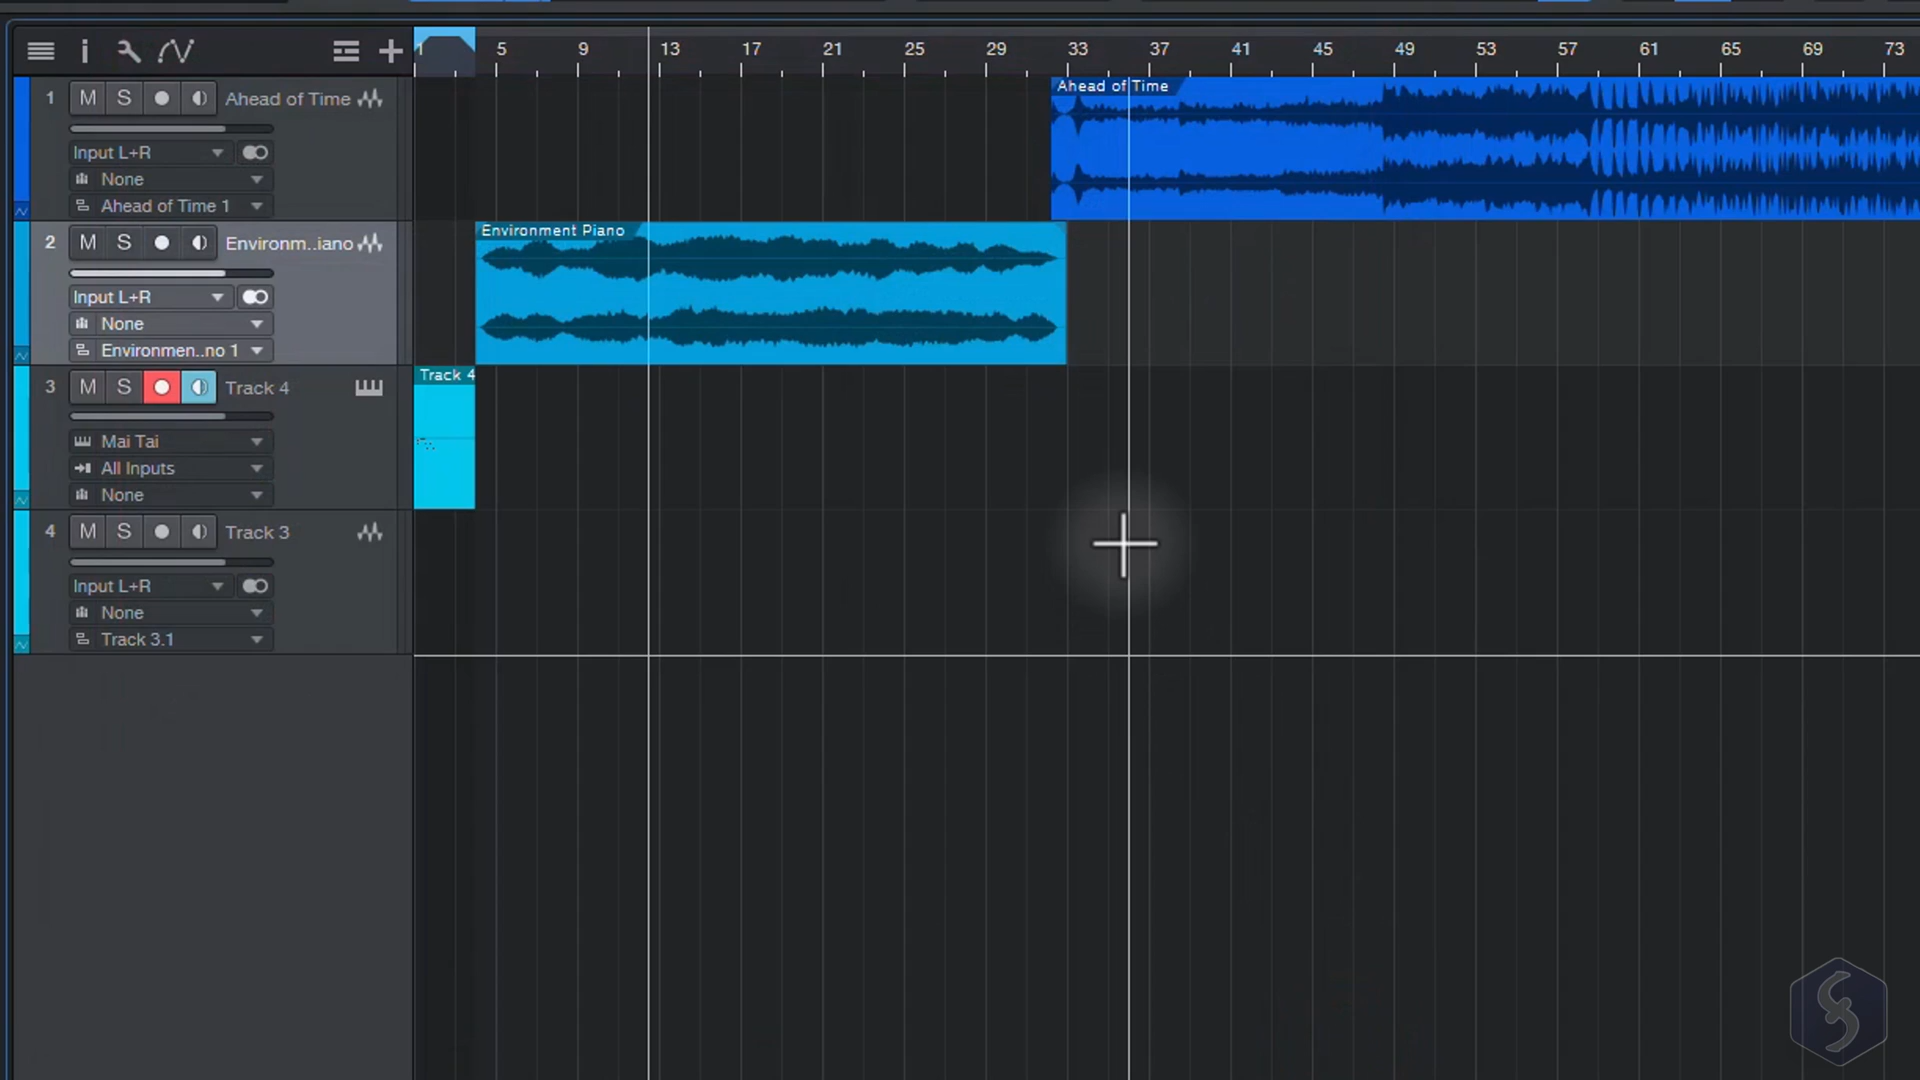 1 5 9 13 17 21 25 29 33 37 41 45 49 53 57 61 65 69 73
1 M S Ahead of Time
Input L+R
None
Ahead of Time 1
Ahead of Time
2 M S Environm..iano
Input L+R
None
Environmen..no 1
Environment Piano
3 M S Track 4
Mai Tai
All Inputs
None
Track 4
4 M S Track 3
Input L+R
None
Track 3.1